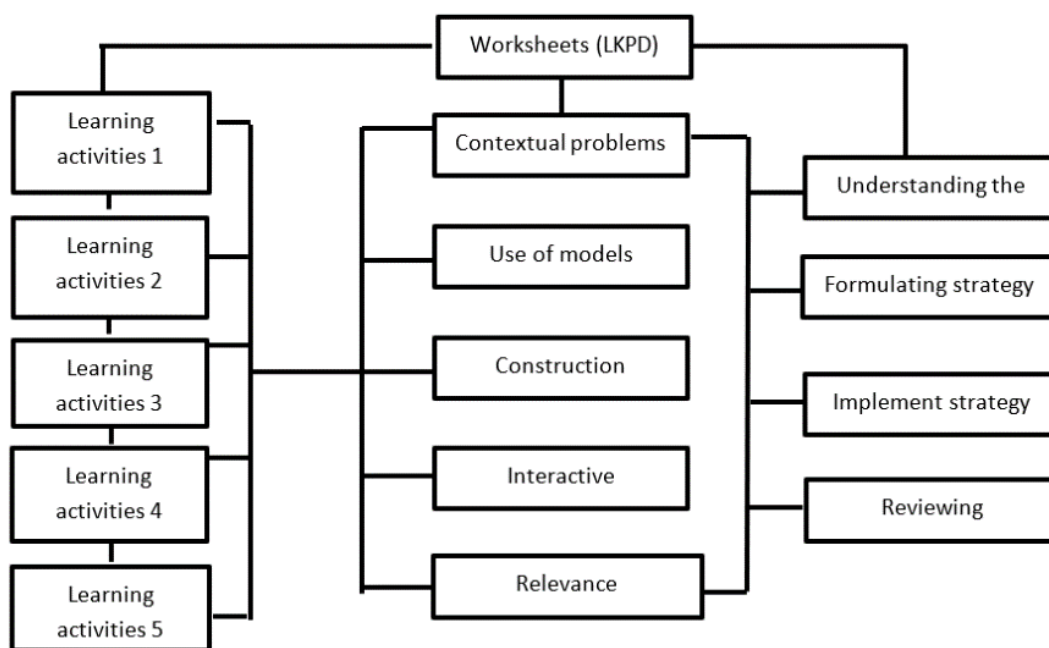 Worksheets (LKPD)
Learning
activities 1
Learning
activities 2
Learning
activities 3
Learning
activities 4
Learning
activities 5
Contextual problems
Use of models
Construction
Interactive
Relevance
Understanding the
Formulating strategy
Implement strategy
Reviewing